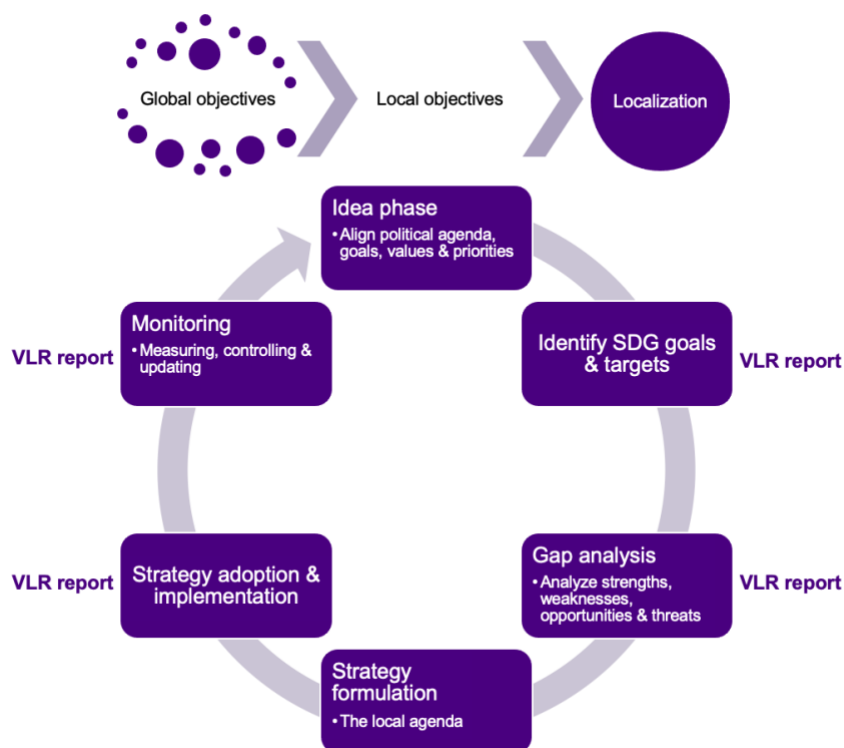 Global objectives
Local objectives
Localization
Idea phase
• Align political agenda,
goals, values & priorities
Monitoring
• Measuring, controlling &
updating
VLR report
Identify SDG goals
& targets
VLR report
Strategy adoption &
implementation
VLR report
Gap analysis
• Analyze strengths,
weaknesses,
opportunities & threats
VLR report
Strategy
formulation
• The local agenda